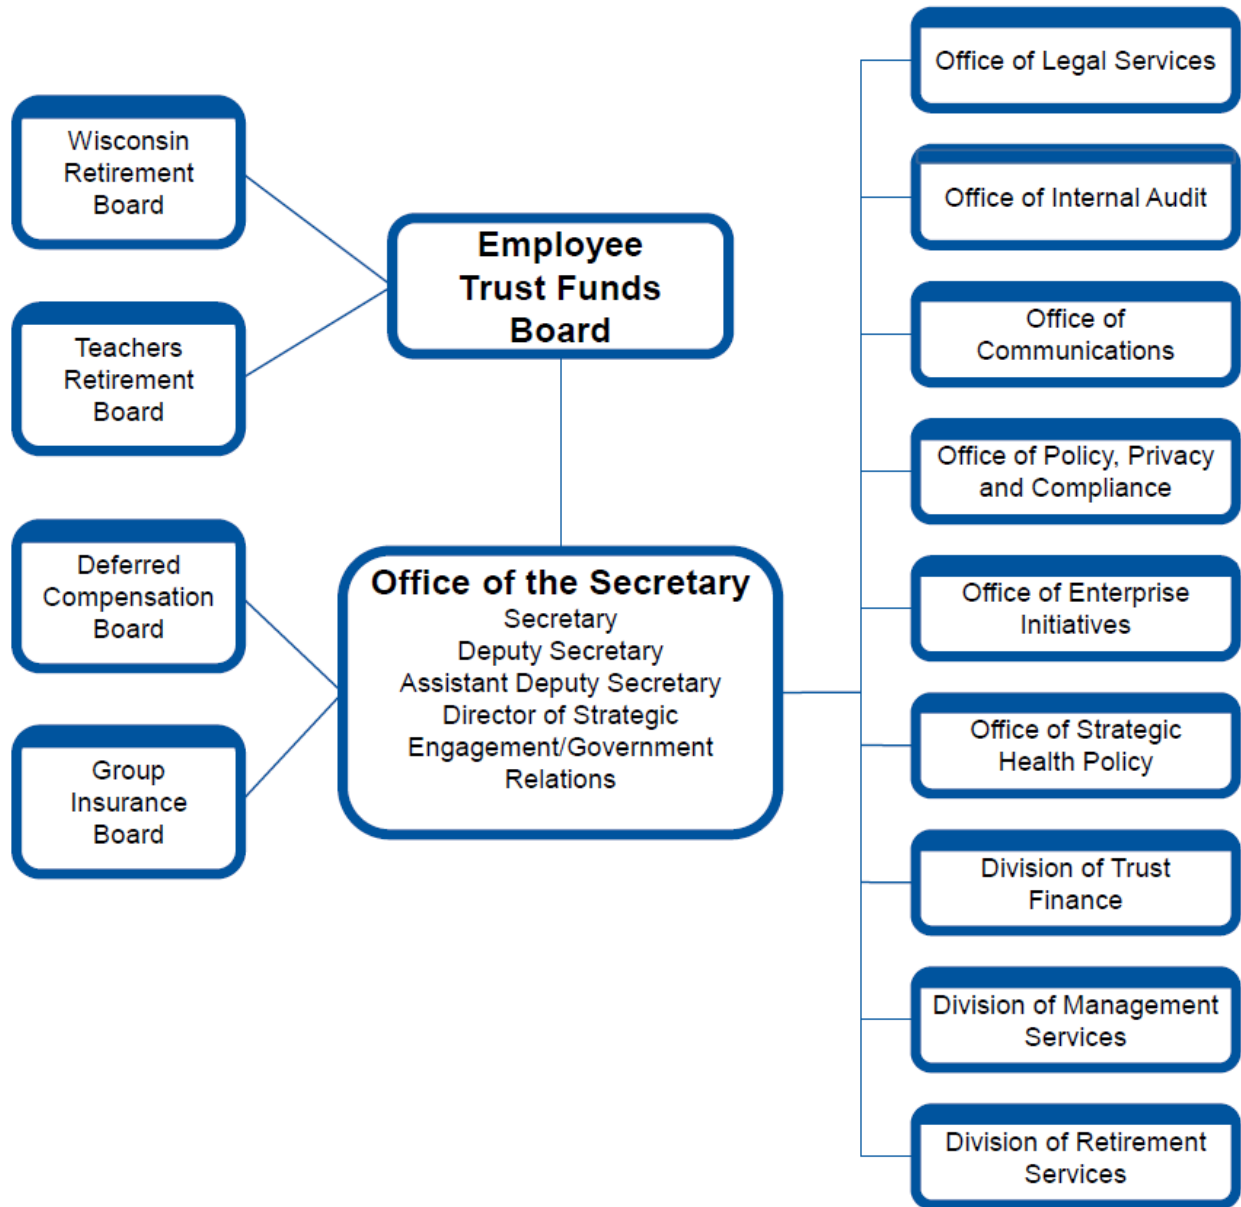 Wisconsin
Retirement
Board
Teachers
Retirement
Board
Deferred
Compensation
Board
Group
Insurance
Board
Employee
Trust Funds
Board
Office of the Secretary
Secretary
Deputy Secretary
Assistant Deputy Secretary
Director of Strategic
Engagement/Government
Relations
Office of Legal Services
Office of Internal Audit
Office of
Communications
Office of Policy, Privacy
and Compliance
Office of Enterprise
Initiatives
Office of Strategic
Health Policy
Division of Trust
Finance
Division of Management
Services
Division of Retirement
Services